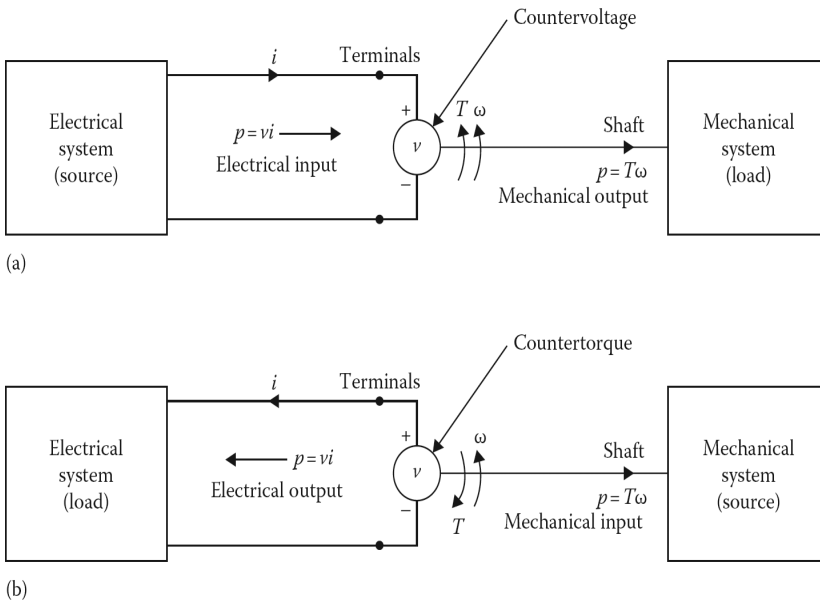 Countervoltage
i
Terminals
Electrical
system
(source)
p = vi
Electrical input
+
v
−
T ω
Shaft
p = Tω
Mechanical output
Mechanical
system
(load)
(a)
Countertorque
i
Terminals
Electrical
system
(load)
p = vi
Electrical output
+
v
−
ω
T
Shaft
p = Tω
Mechanical input
Mechanical
system
(source)
(b)